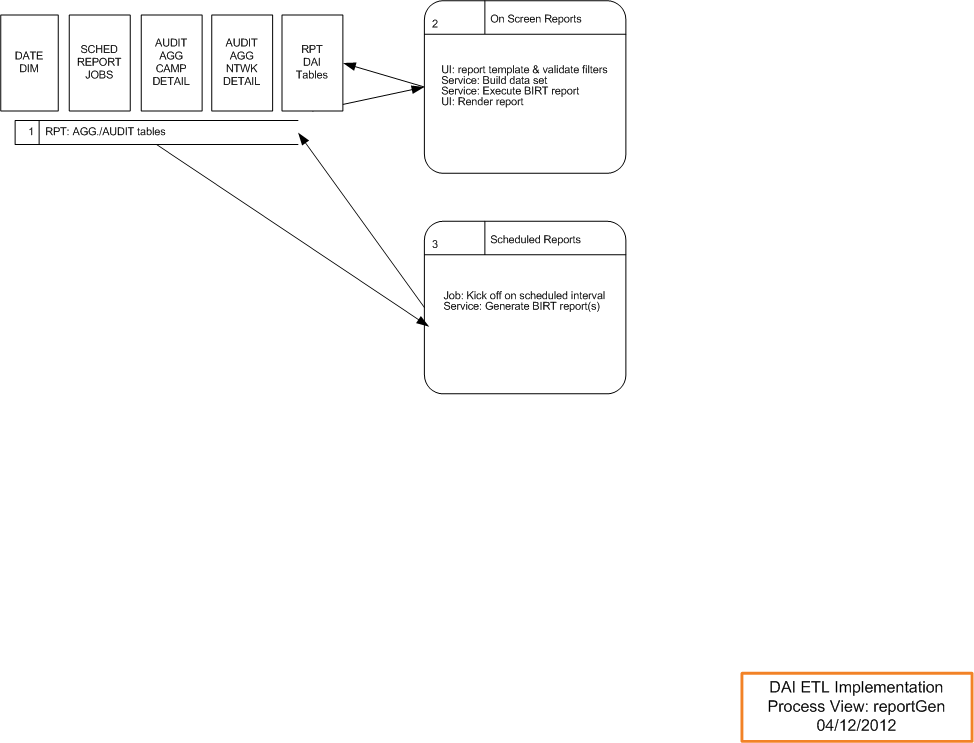 DATE
DIM
SCHED
REPORT
JOBS
AUDIT
AGG
CAMP
DETAIL
AUDIT
AGG
NTWK
DETAIL
RPT
DAI
Tables
1 RPT: AGG./AUDIT tables
2 On Screen Reports
UI: report template & validate filters
Service: Build data set
Service: Execute BIRT report
UI: Render report
3 Scheduled Reports
Job: Kick off on scheduled interval
Service: Generate BIRT report(s)
DAI ETL Implementation
Process View: reportGen
04/12/2012